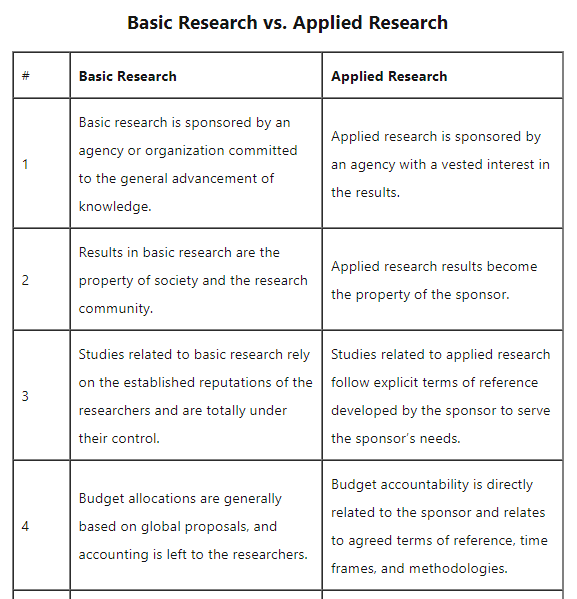 Basic Research vs. Applied Research
#
Basic Research
Applied Research
1
Basic research is sponsored by an
agency or organization committed
to the general advancement of
knowledge.
Applied research is sponsored by
an agency with a vested interest in
the results.
2
Results in basic research are the
property of society and the research
community.
Applied research results become
the property of the sponsor.
3
Studies related to basic research rely
on the established reputations of the
researchers and are totally under
their control.
Studies related to applied research
follow explicit terms of reference
developed by the sponsor to serve
the sponsor’s needs.
4
Budget allocations are generally
based on global proposals, and
accounting is left to the researchers.
Budget accountability is directly
related to the sponsor and relates
to agreed terms of reference, time
frames, and methodologies.